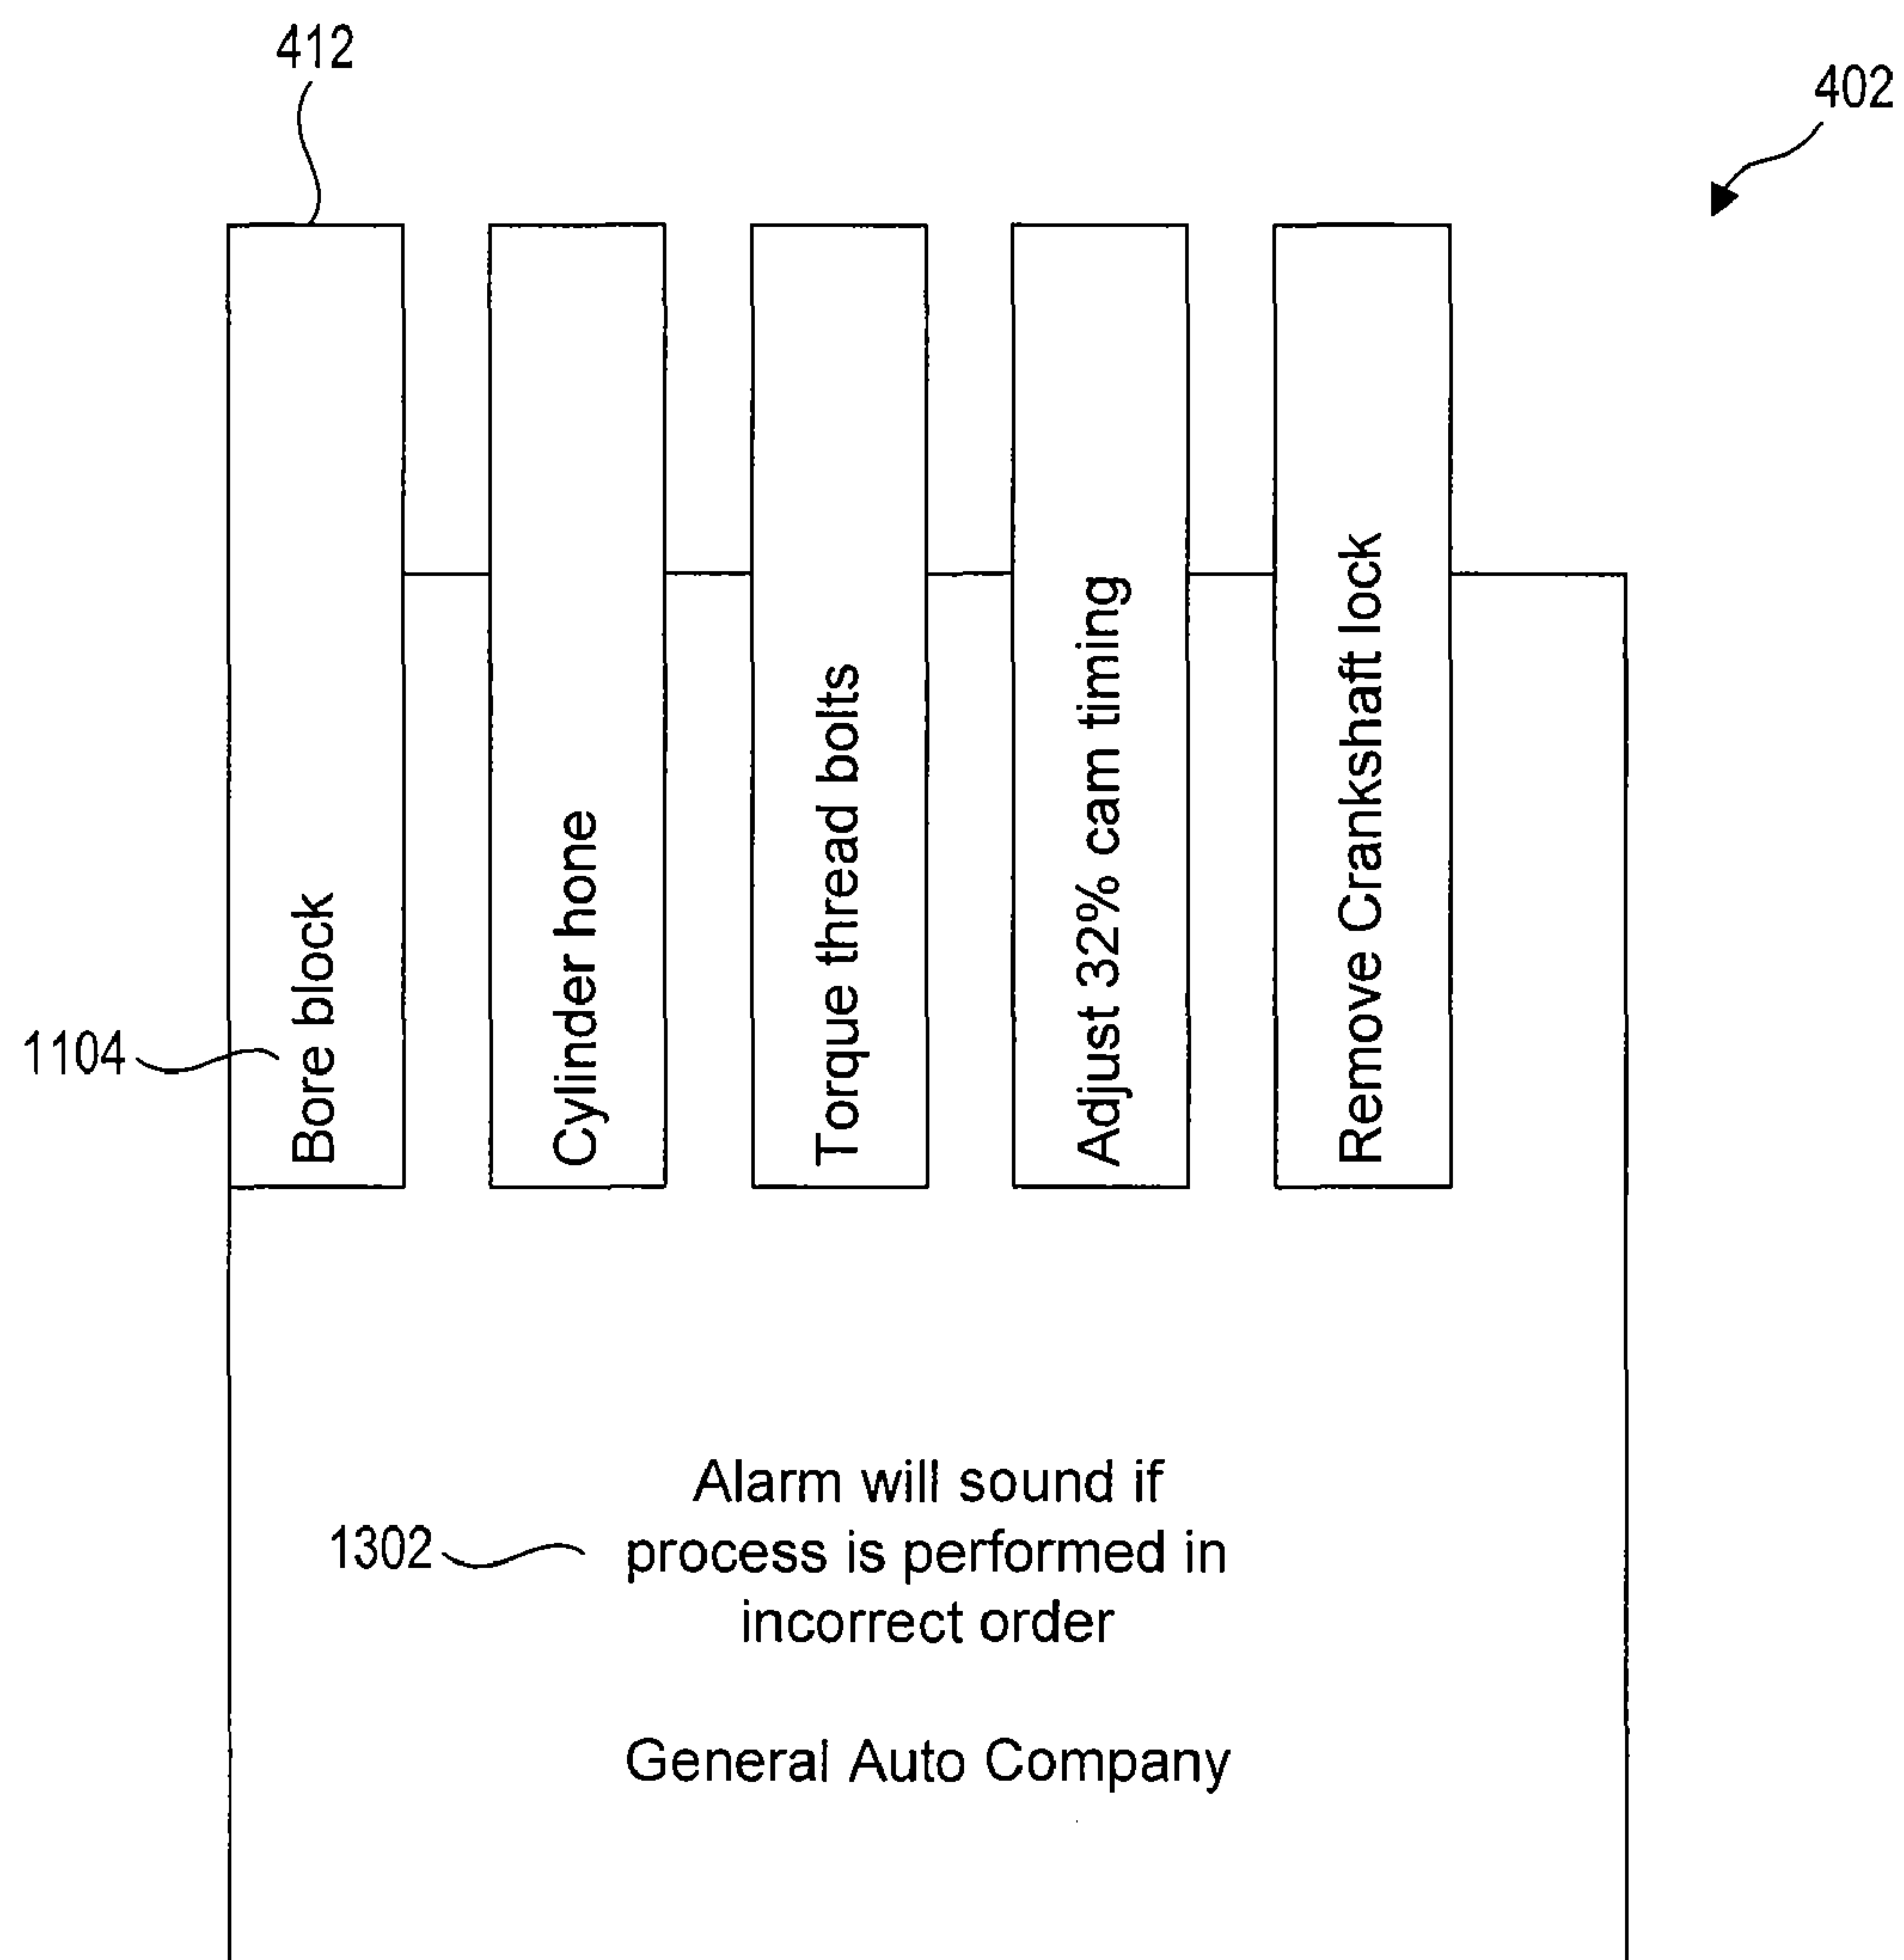 412
402
Bore block
Cylinder hone
Torque thread bolts
Adjust 32% cam timing
Remove Crankshaft lock
1104
Alarm will sound if
1302 process is performed in
incorrect order
General Auto Company